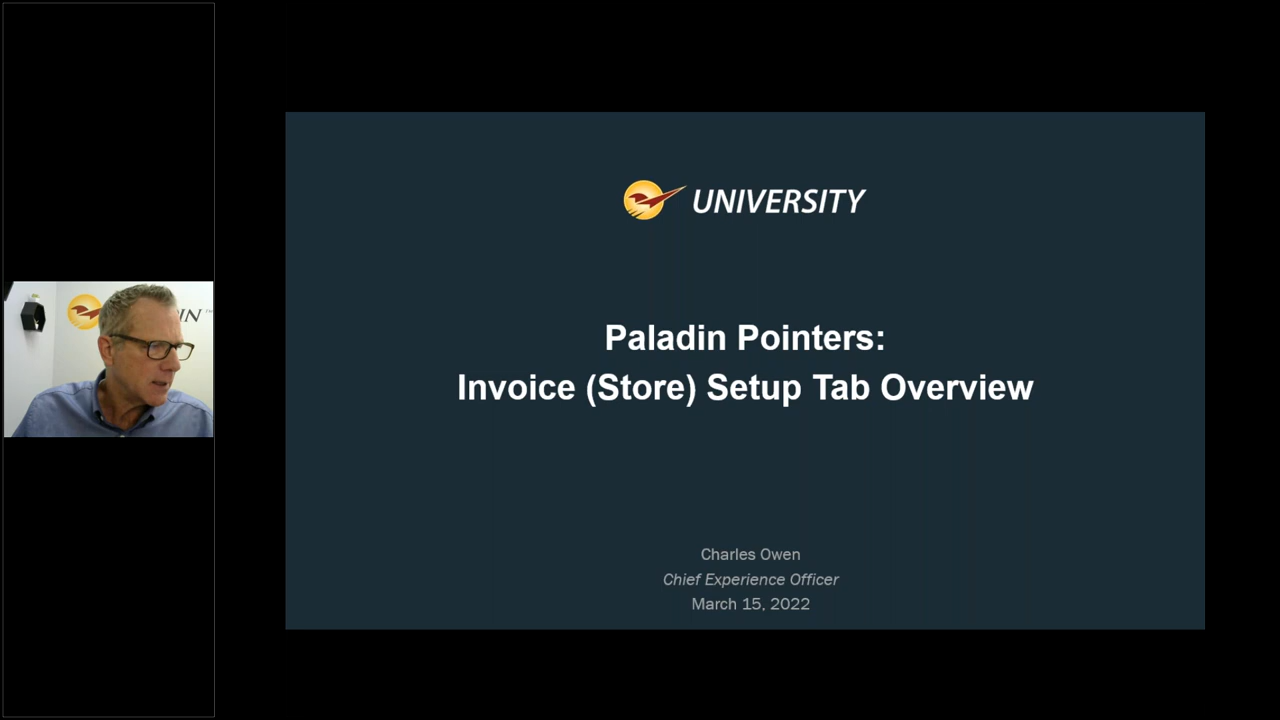 UNIVERSITY
Paladin Pointers:
Invoice (Store) Setup Tab Overview
Charles Owen
Chief Experience Officer
March 15, 2022